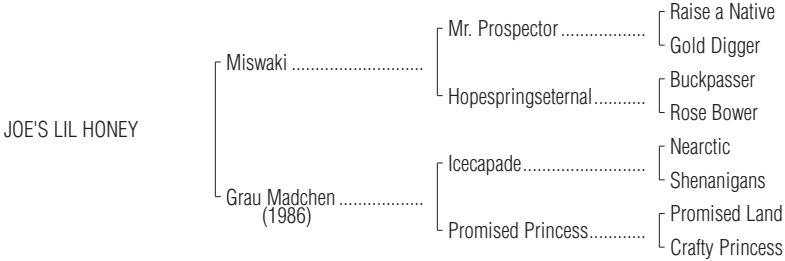 Raise a Native
Mr. Prospector ..................
Gold Digger
Miswaki ............................
Buckpasser
Hopespringseternal ...........
Rose Bower
JOE'S LIL HONEY
Nearctic
Icecapade ..........................
Shenanigans
Grau Madchen ..................
(1986)
Promised Land
Promised Princess ............
Crafty Princess